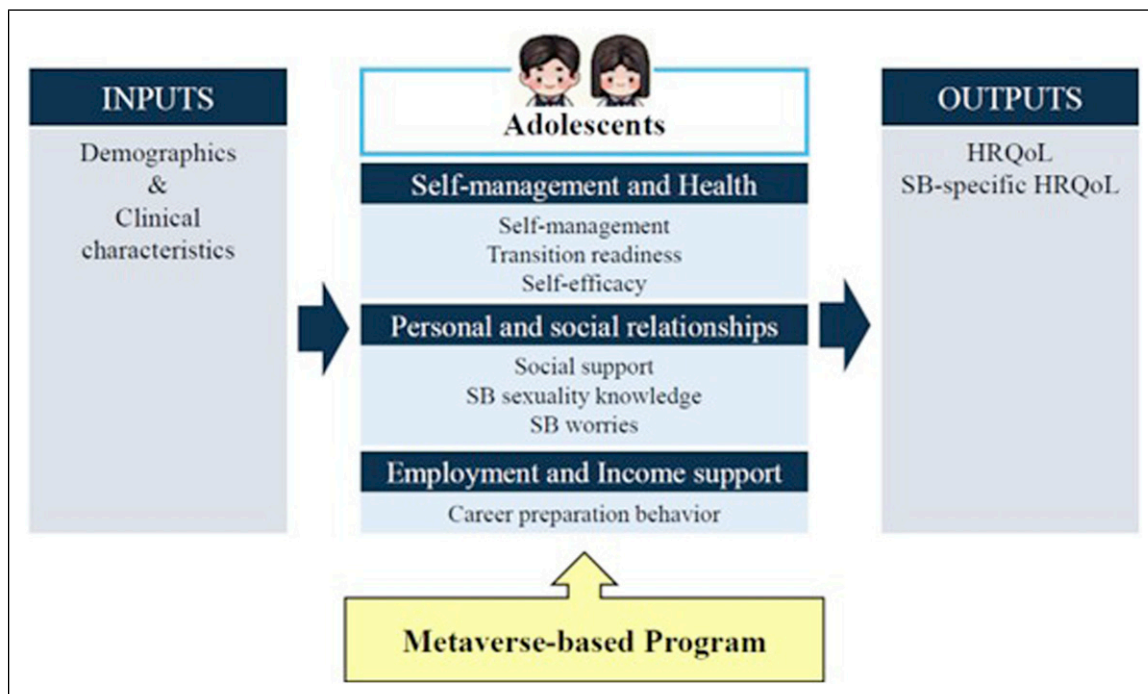 INPUTS
Demographics
&
Clinical
characteristics
Adolescents
Self-management and Health
Self-management
Transition readiness
Self-efficacy
Personal and social relationships
Social support
SB sexuality knowledge
SB worries
Employment and Income support
Career preparation behavior
OUTPUTS
HRQoL
SB-specific HRQoL
Metaverse-based Program